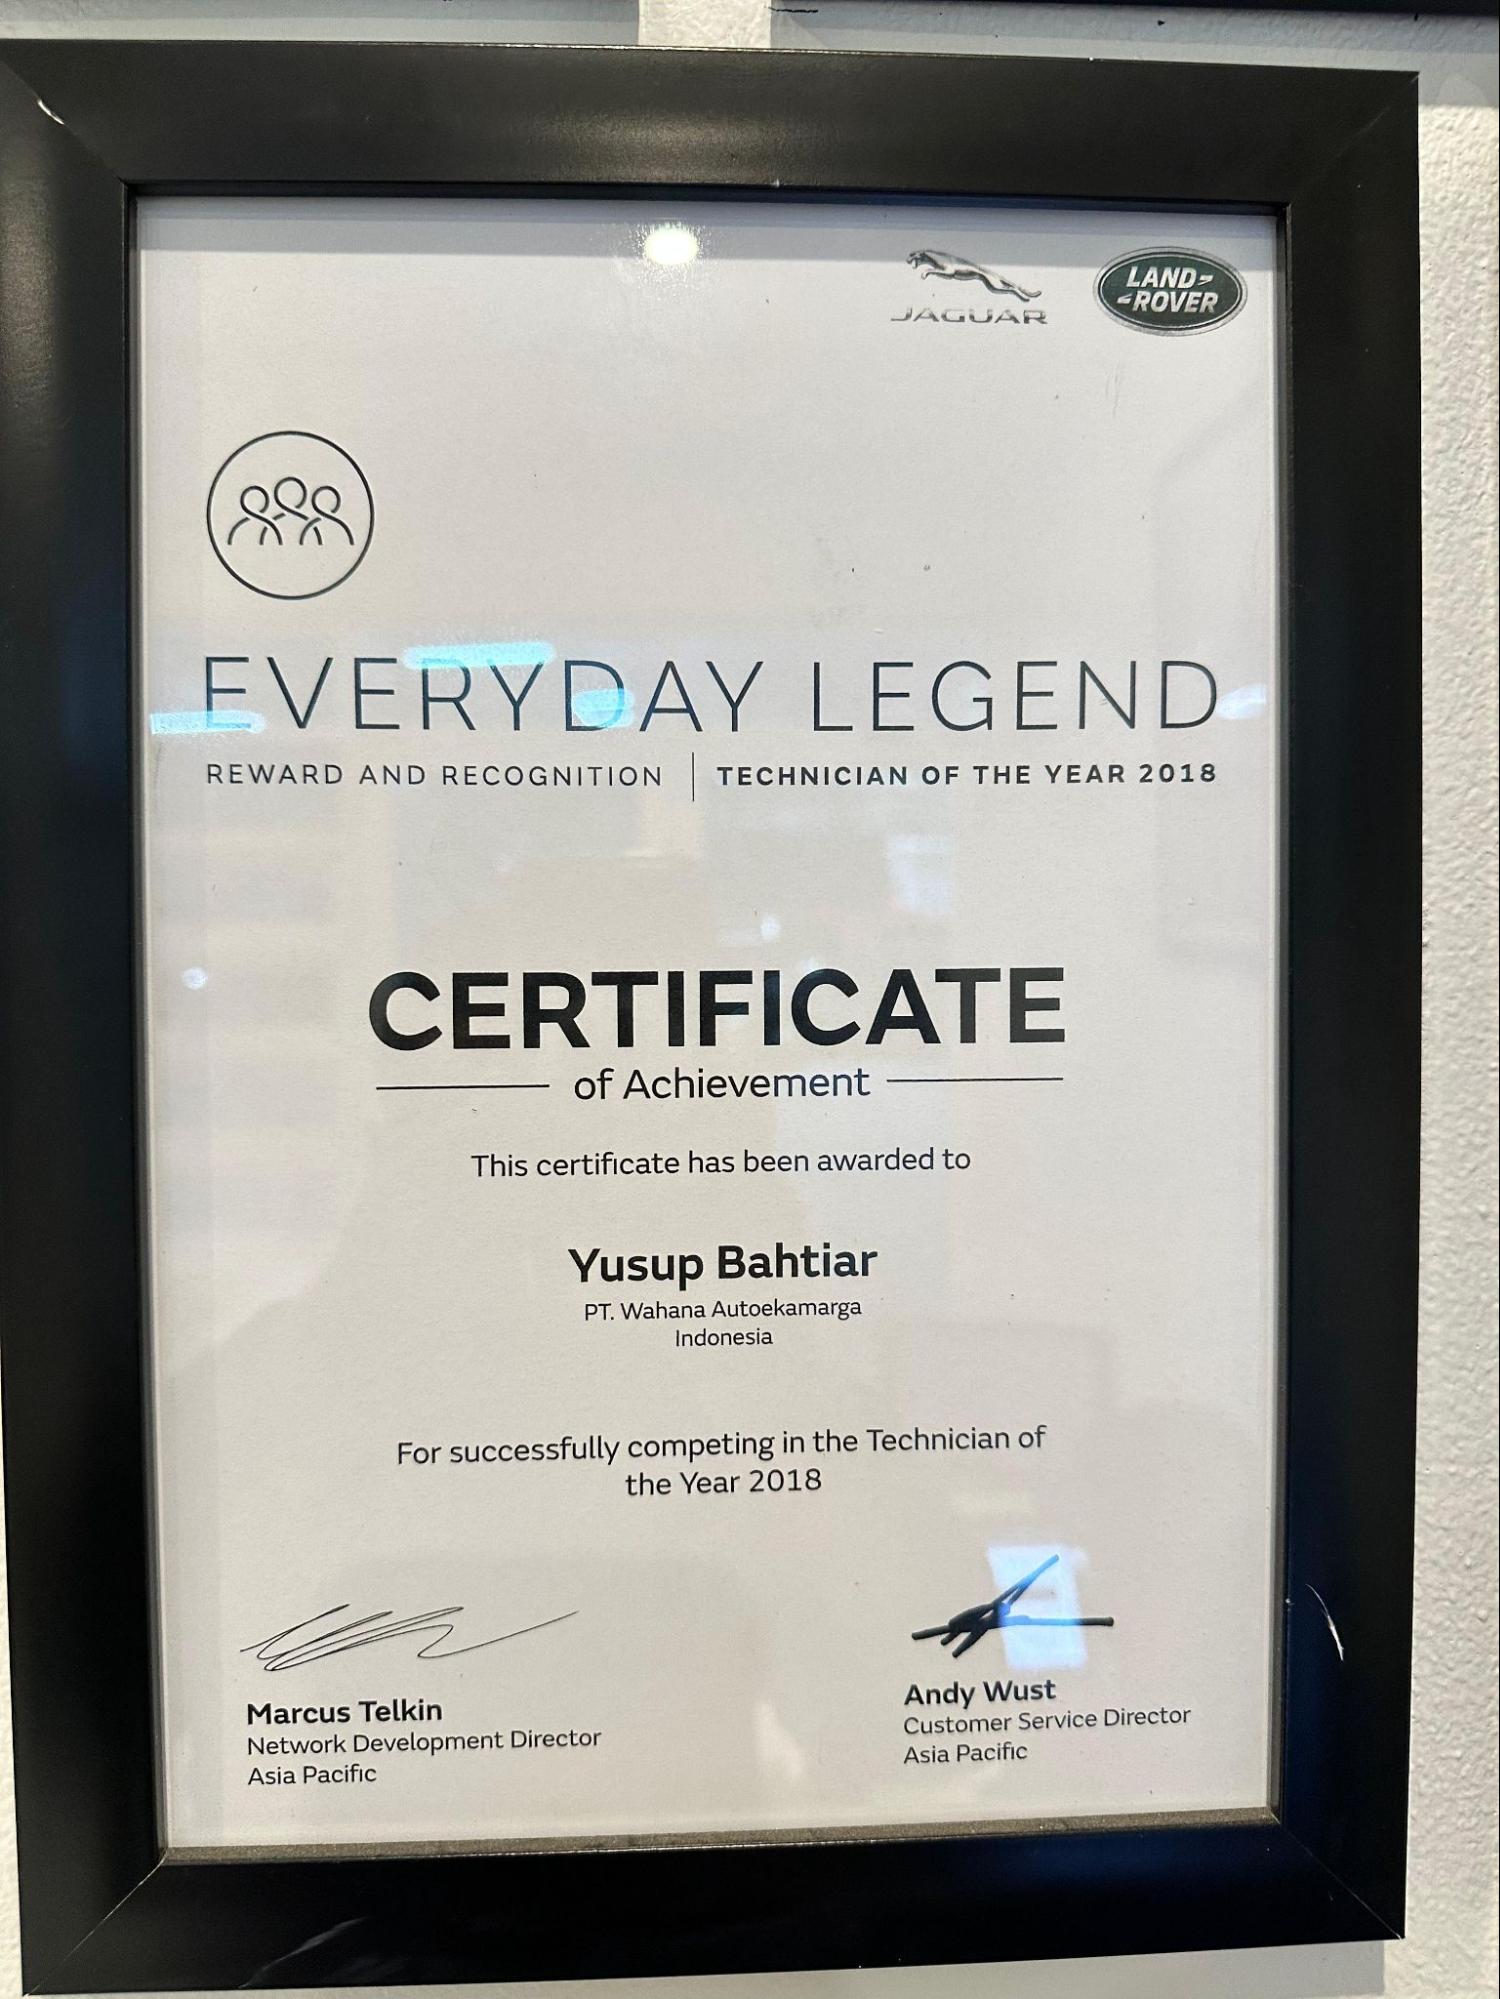 JAGUAR
LAND-
-ROVER
EVERYDAY LEGEND
REWARD AND RECOGNITION | TECHNICIAN OF THE YEAR 2018
CERTIFICATE
of Achievement
This certificate has been awarded to
Yusup Bahtiar
PT. Wahana Autoekamarga
Indonesia
For successfully competing in the Technician of
the Year 2018
Marcus Telkin
Network Development Director
Asia Pacific
Andy Wust
Customer Service Director
Asia Pacific